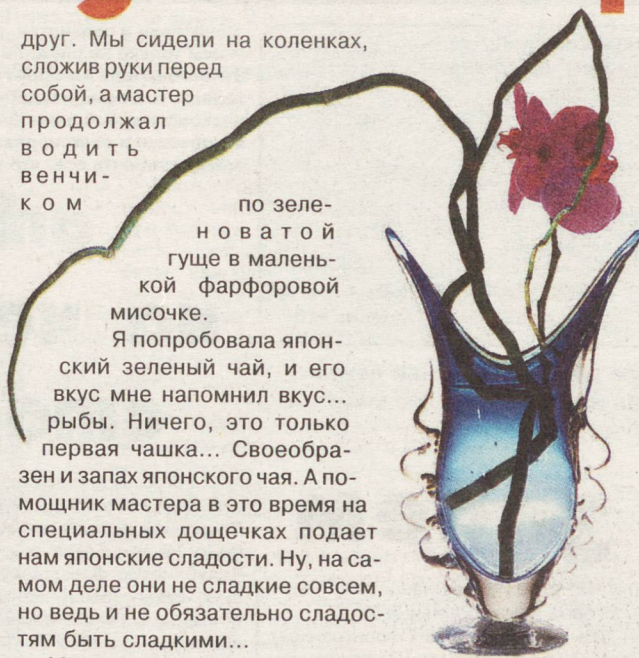 друг. Мы сидели на коленках,
сложив руки перед
собой, а мастер
продолжал
водить
венчи-
ком
по зеле-
новатой
гуще в малень-
кой фарфоровой
мисочке.
Я попробовала япон-
ский зеленый чай, и его
вкус мне напомнил вкус...
рыбы. Ничего, это только
первая чашка... Своеобра-
зен и запах японского чая. А по-
мощник мастера в это время на
специальных дощечках подает
нам японские сладости. Ну, на са-
мом деле они не сладкие совсем,
но ведь и не обязательно сладос-
тям быть сладкими...